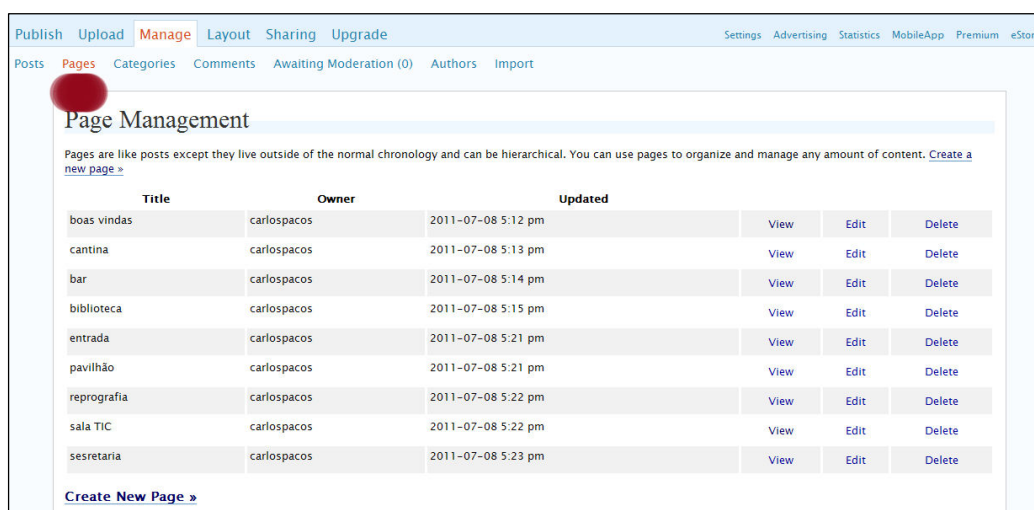 Publish Upload Manage Layout Sharing Upgrade Settings Advertising Statistics MobileApp Premium eStor
Posts Pages Categories Comments Awaiting Moderation (0) Authors Import
Page Management
Pages are like posts except they live outside of the normal chronology and can be hierarchical. You can use pages to organize and manage any amount of content. Create a
new page »
Title Owner Updated
boas vindas carlospacos 2011-07-08 5:12 pm View Edit Delete
cantina carlospacos 2011-07-08 5:13 pm View Edit Delete
bar carlospacos 2011-07-08 5:14 pm View Edit Delete
biblioteca carlospacos 2011-07-08 5:15 pm View Edit Delete
entrada carlospacos 2011-07-08 5:21 pm View Edit Delete
pavilhão carlospacos 2011-07-08 5:21 pm View Edit Delete
reprografia carlospacos 2011-07-08 5:22 pm View Edit Delete
sala TIC carlospacos 2011-07-08 5:22 pm View Edit Delete
sesretaria carlospacos 2011-07-08 5:23 pm View Edit Delete
Create New Page »